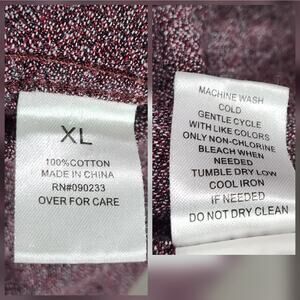 XL
100%COTTON
MADE IN CHINA
RN#090233
OVER FOR CARE
MACHINE WASH
COLD
GENTLE CYCLE
WITH LIKE COLORS
ONLY NON-CHLORINE
BLEACH WHEN
NEEDED
TUMBLE DRY LOW
COOL IRON
IF NEEDED
DO NOT DRY CLEAN